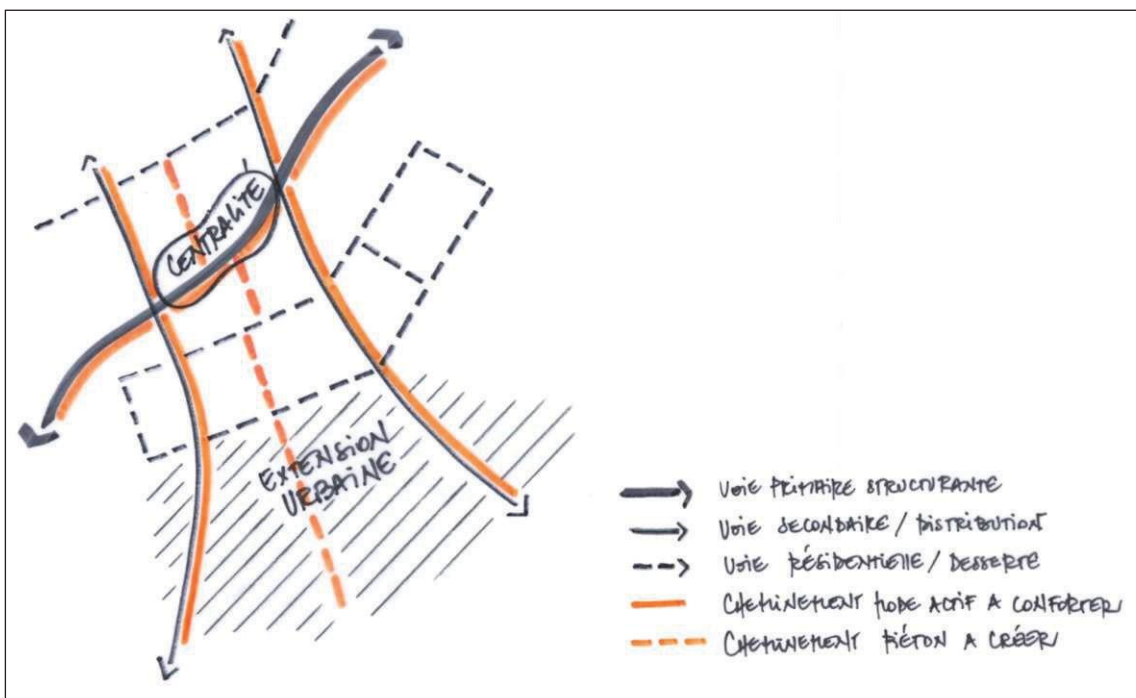 CENTRALITÉ
EXTENSION
URBAINE
VOIE PRIMAIRE STRUCTURANTE
VOIE SECONDAIRE / DISTRIBUTION
VOIE RÉSIDENTIELLE / DESSERTE
CHEMINEMENT MODE ACTIF A CONFORTER
CHEMINEMENT PIÉTON A CRÉER